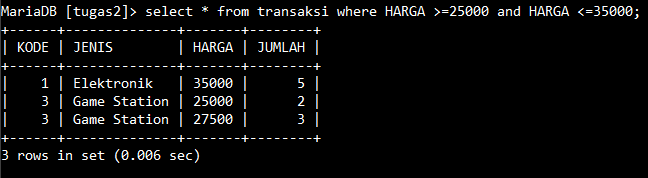 MariaDB [tugas2]> select * from transaksi where HARGA >=25000 and HARGA <=35000;
+------+--------------+-------+--------+
| KODE | JENIS        | HARGA | JUMLAH |
+------+--------------+-------+--------+
|    1 | Elektronik   | 35000 |      5 |
|    3 | Game Station | 25000 |      2 |
|    3 | Game Station | 27500 |      3 |
+------+--------------+-------+--------+
3 rows in set (0.006 sec)